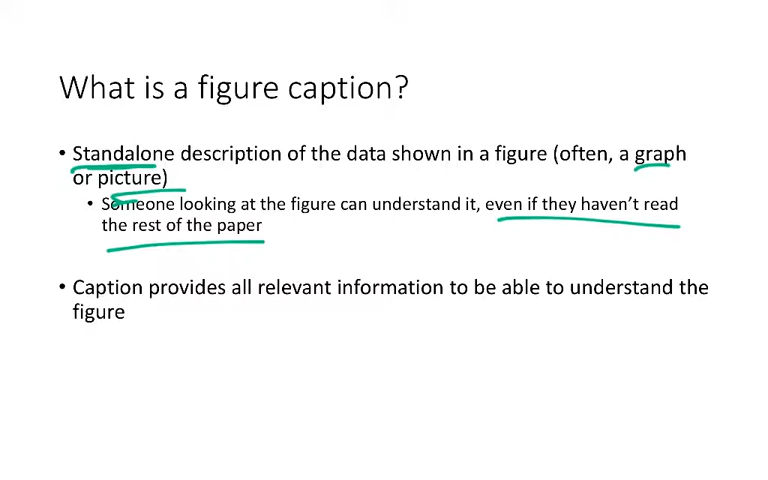 What is a figure caption?
• Standalone description of the data shown in a figure (often, a graph
or picture)
• Someone looking at the figure can understand it, even if they haven't read
the rest of the paper
• Caption provides all relevant information to be able to understand the
figure